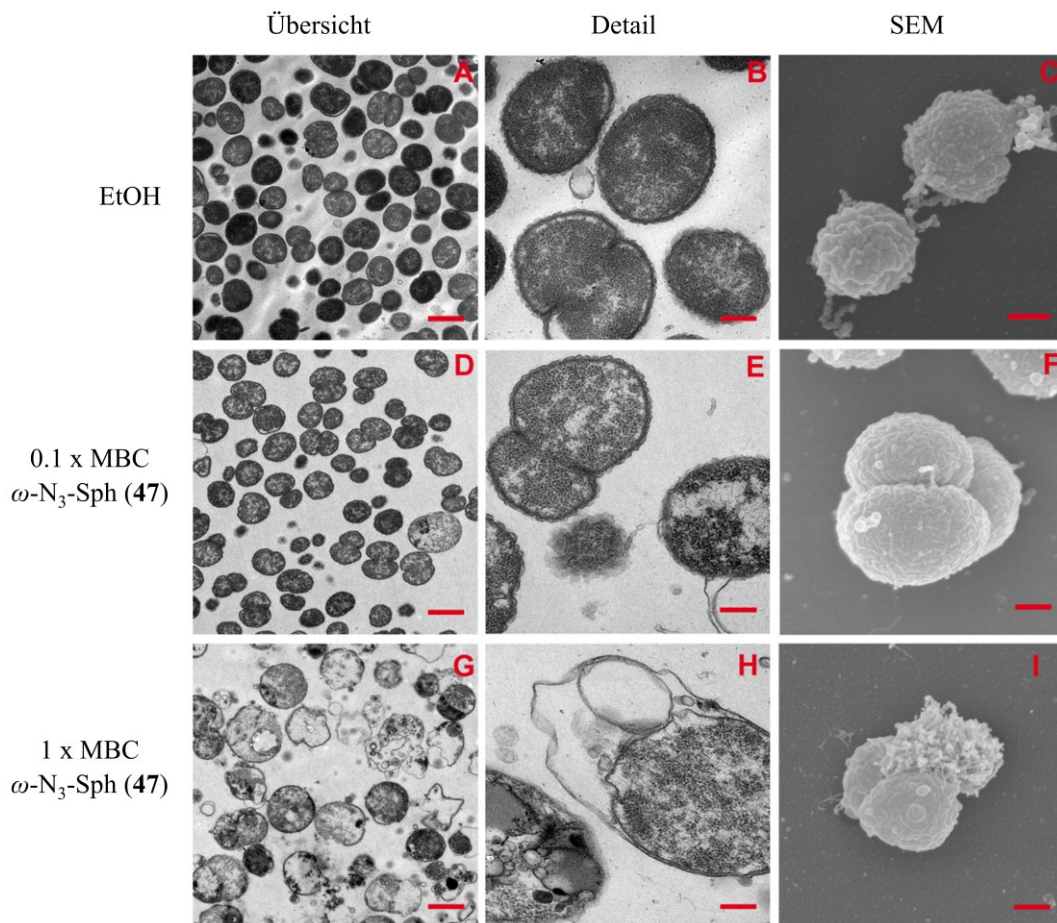 Übersicht Detail SEM
EtOH
A B C
0.1 x MBC
ω-N₃-Sph (47)
D E F
1 x MBC
ω-N₃-Sph (47)
G H I